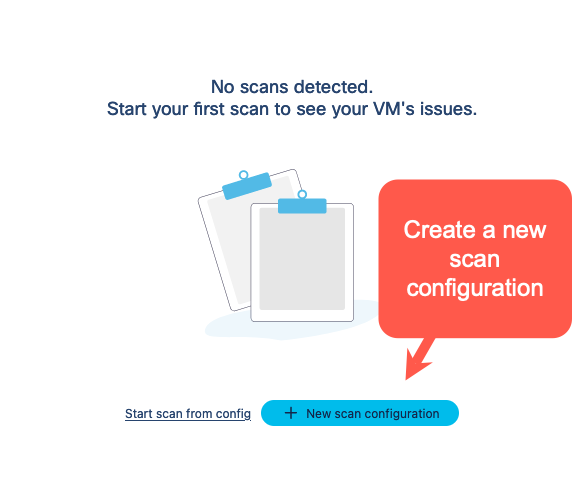 No scans detected.
Start your first scan to see your VM's issues.
Create a new
scan
configuration
Start scan from config
+ New scan configuration